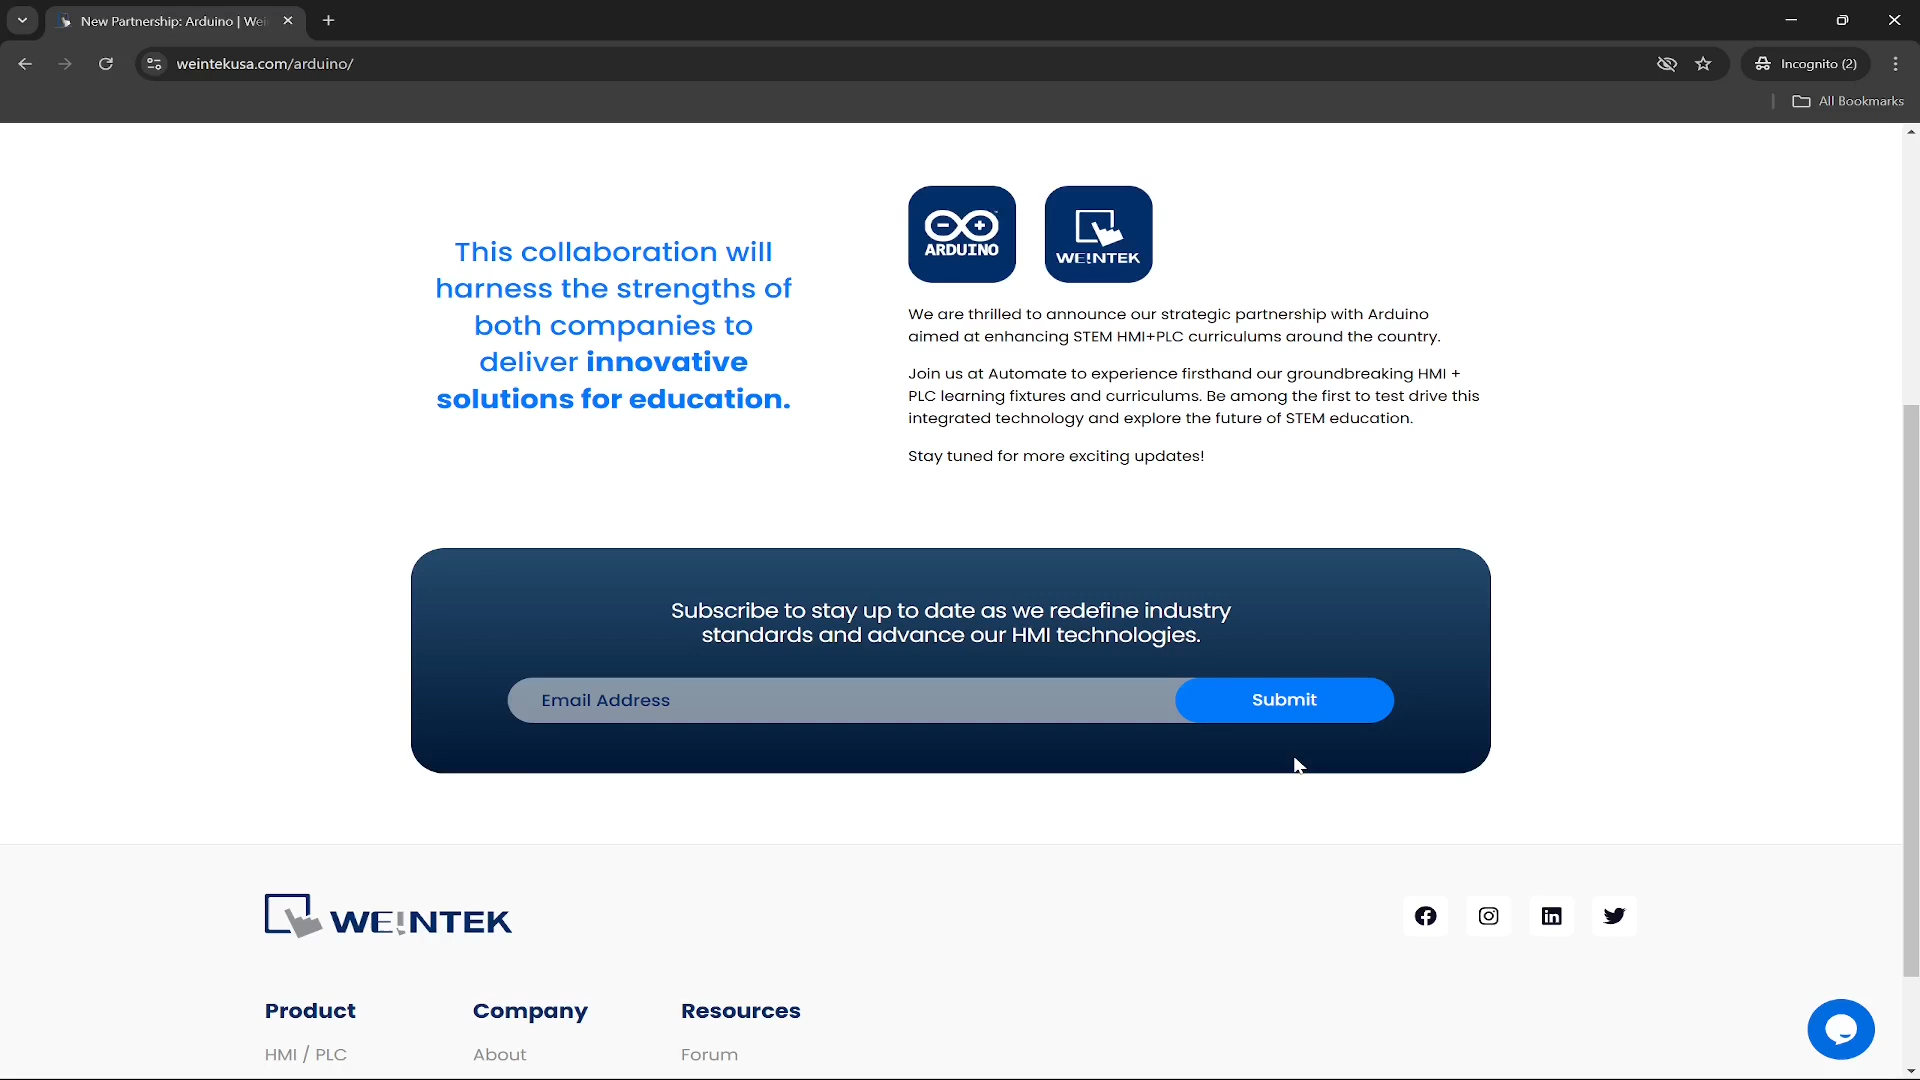 New Partnership: Arduino | Wei
weintekusa.com/arduino/
Incognito (2)
All Bookmarks
This collaboration will
harness the strengths of
both companies to
deliver innovative
solutions for education.
ARDUINO
WE!NTEK
We are thrilled to announce our strategic partnership with Arduino
aimed at enhancing STEM HMI+PLC curriculums around the country.
Join us at Automate to experience firsthand our groundbreaking HMI +
PLC learning fixtures and curriculums. Be among the first to test drive this
integrated technology and explore the future of STEM education.
Stay tuned for more exciting updates!
Subscribe to stay up to date as we redefine industry
standards and advance our HMI technologies.
Email Address
Submit
WE!NTEK
Product
Company
Resources
HMI / PLC
About
Forum